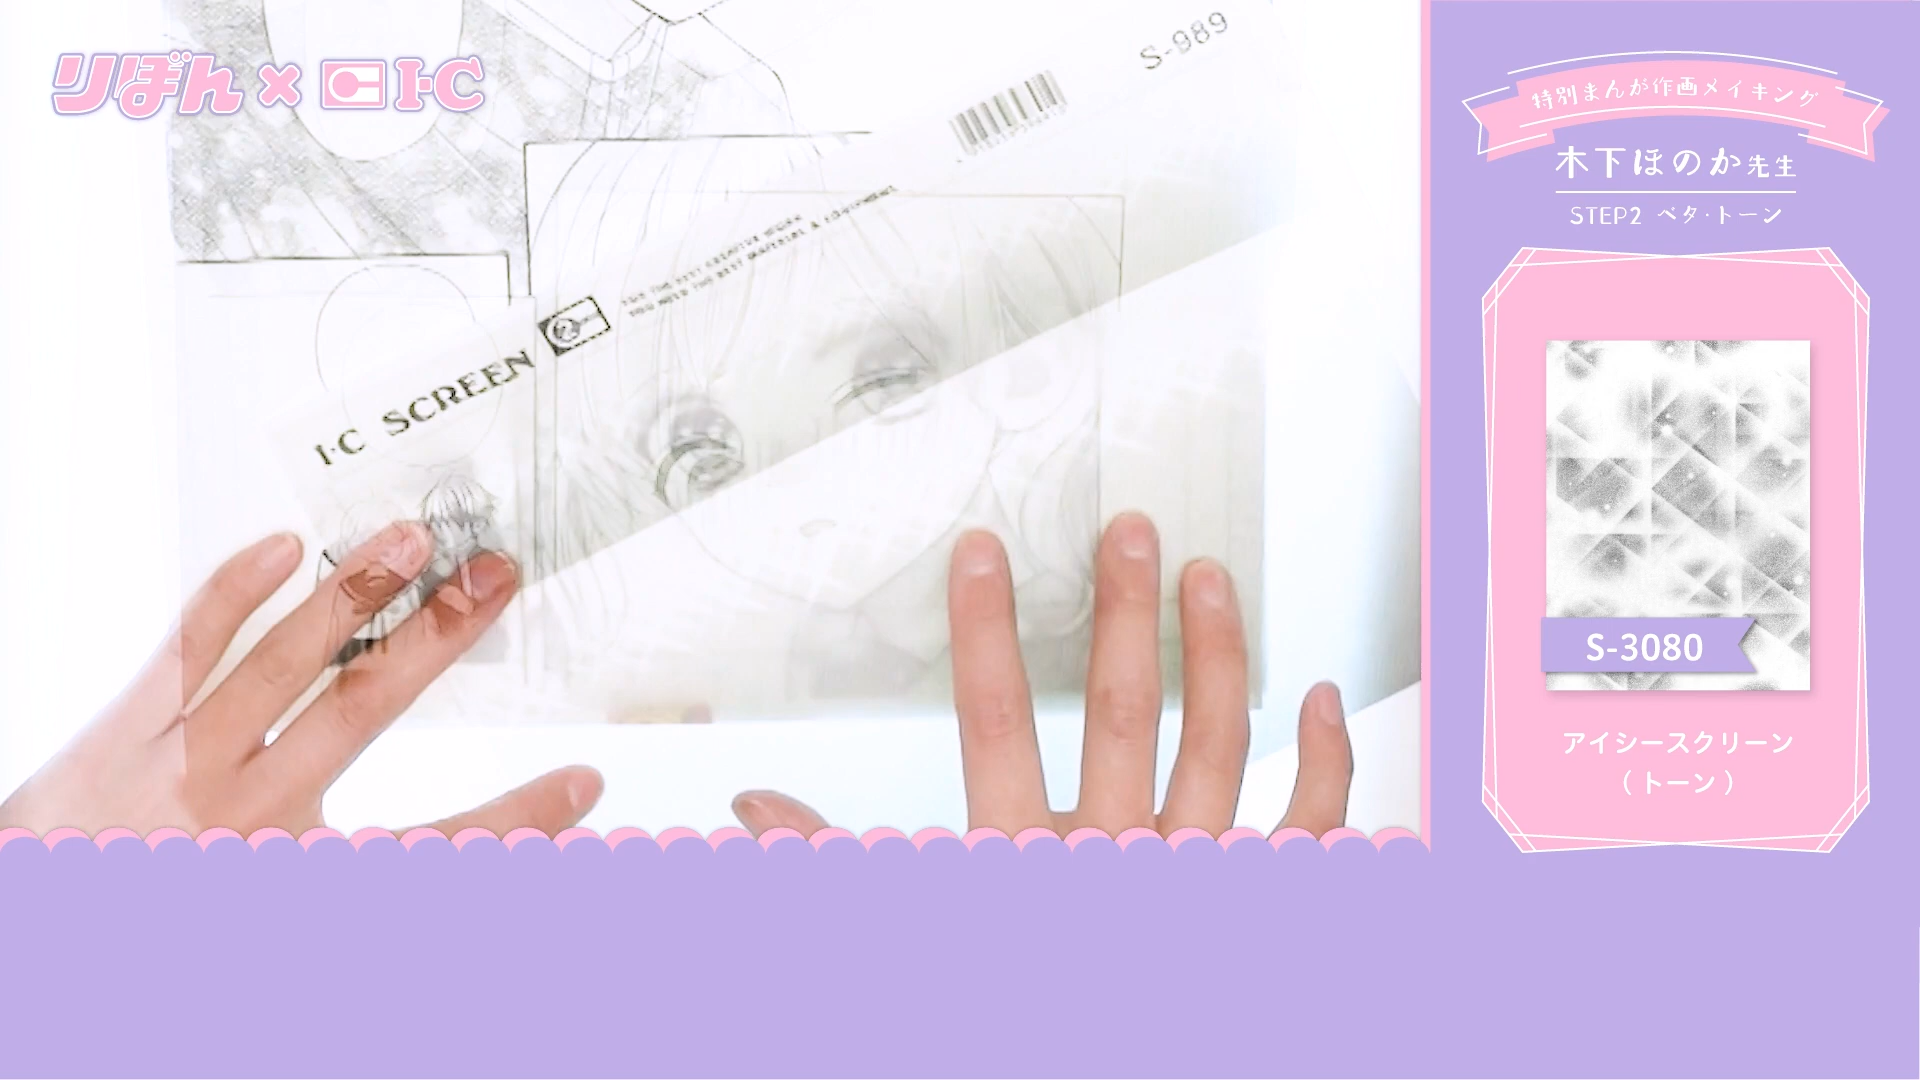 りぼん × I·C
S-989
I·C SCREEN
特別まんが作画メイキング
木下ほのか先生
STEP2 ベタ・トーン
S-3080
アイシースクリーン
（トーン）